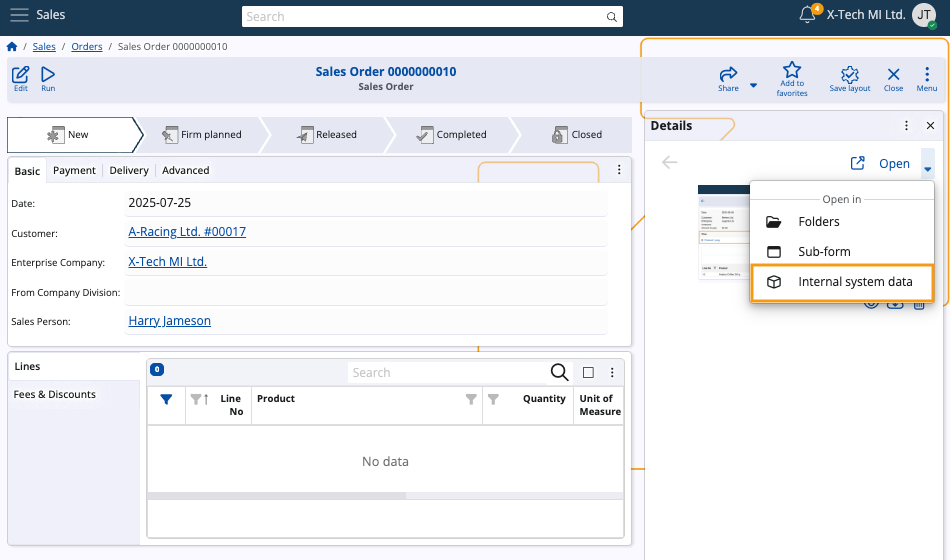 Sales
Search
4
X-Tech MI Ltd.
JT
/ Sales / Orders / Sales Order 0000000010
Edit
Run
Sales Order 0000000010
Sales Order
Share
Add to
favorites
Save layout
Close
Menu
New
Firm planned
Released
Completed
Closed
Details
Basic
Payment
Delivery
Advanced
Date:
2025-07-25
Customer:
A-Racing Ltd. #00017
Enterprise Company:
X-Tech MI Ltd.
From Company Division:
Sales Person:
Harry Jameson
Open
Open in
Folders
Sub-form
Internal system data
Lines
Fees & Discounts
0
Search
Line
No
Product
Quantity
Unit of
Measure
No data